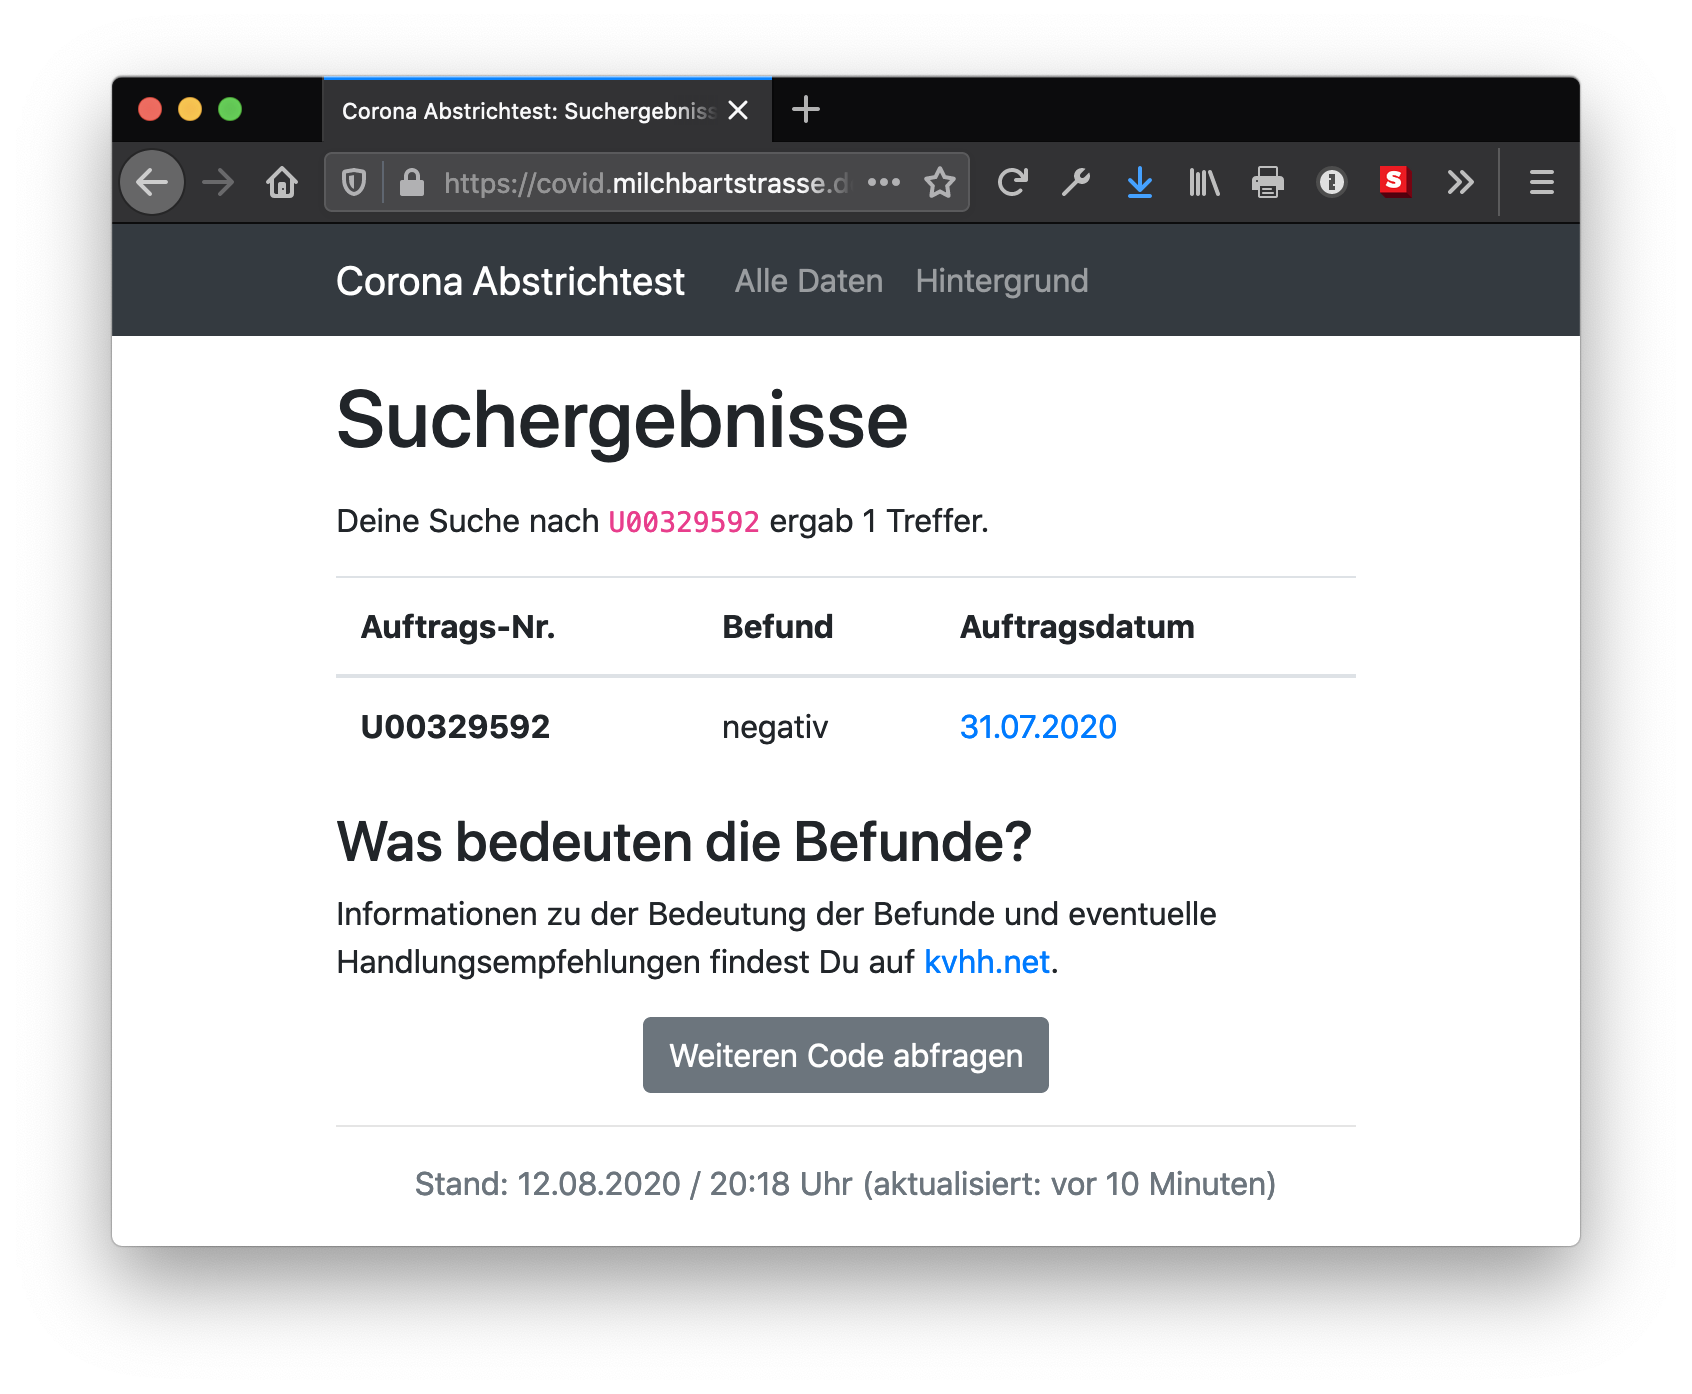 Corona Abstrichtest: Suchergebniss
https://covid.milchbartstrasse.d
S
Corona Abstrichtest Alle Daten Hintergrund
Suchergebnisse
Deine Suche nach U00329592 ergab 1 Treffer.
Auftrags-Nr. Befund Auftragsdatum
U00329592 negativ 31.07.2020
Was bedeuten die Befunde?
Informationen zu der Bedeutung der Befunde und eventuelle
Handlungsempfehlungen findest Du auf kvhh.net.
Weiteren Code abfragen
Stand: 12.08.2020 / 20:18 Uhr (aktualisiert: vor 10 Minuten)